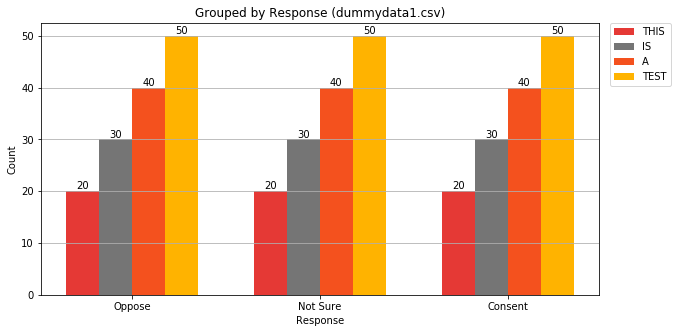 Grouped by Response (dummydata1.csv)
THIS
IS
A
TEST
Count
50
40
30
20
10
0
20
30
40
50
20
30
40
50
20
30
40
50
Oppose
Not Sure
Consent
Response